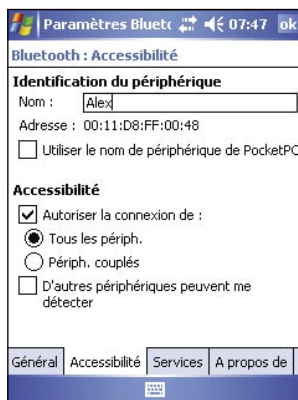 Paramètres Bluetc 07:47 ok
Bluetooth : Accessibilité
Identification du périphérique
Nom : Alex
Adresse : 00:11:D8:FF:00:48
Utiliser le nom de périphérique de PocketPC
Accessibilité
Autoriser la connexion de :
Tous les périph.
Périph. couplés
D'autres périphériques peuvent me
détecter
Général Accessibilité Services A propos de